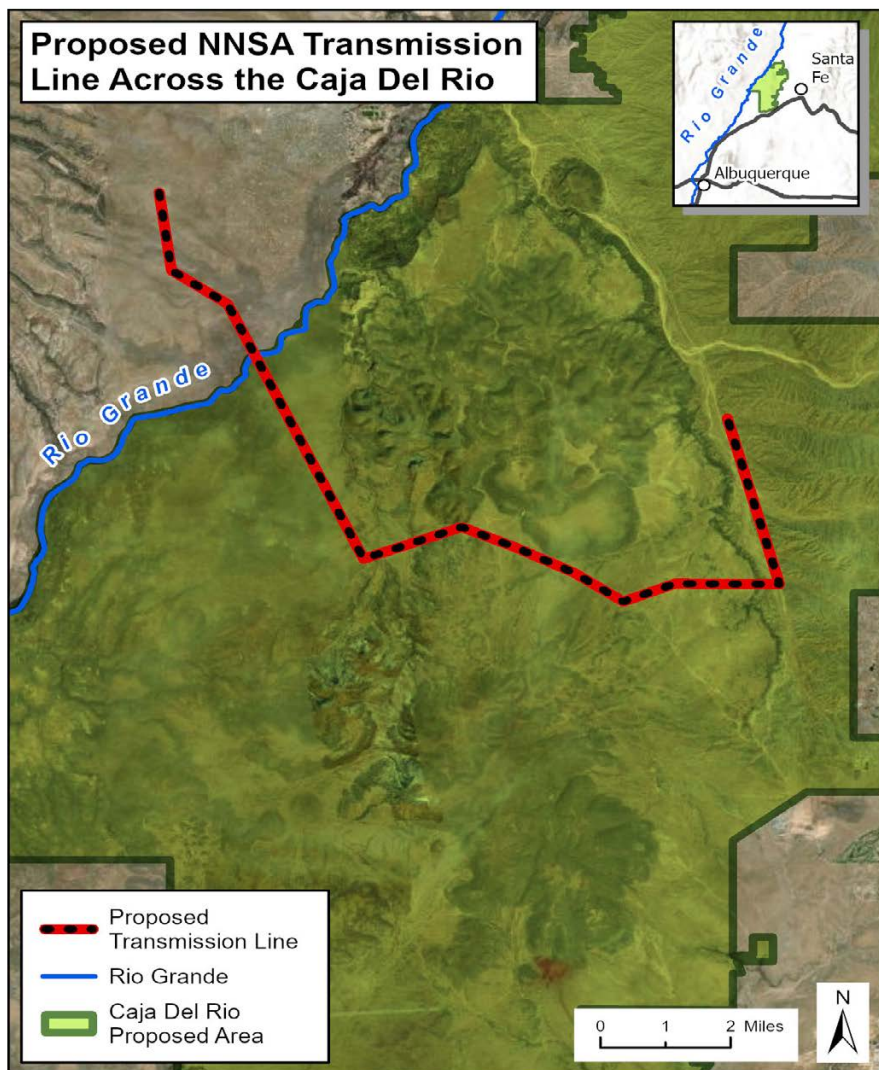 Proposed NNSA Transmission
Line Across the Caja Del Rio
Rio Grande
Santa
Fe
Albuquerque
Rio Grande
Proposed
Transmission Line
Rio Grande
Caja Del Rio
Proposed Area
0 1 2 Miles
N